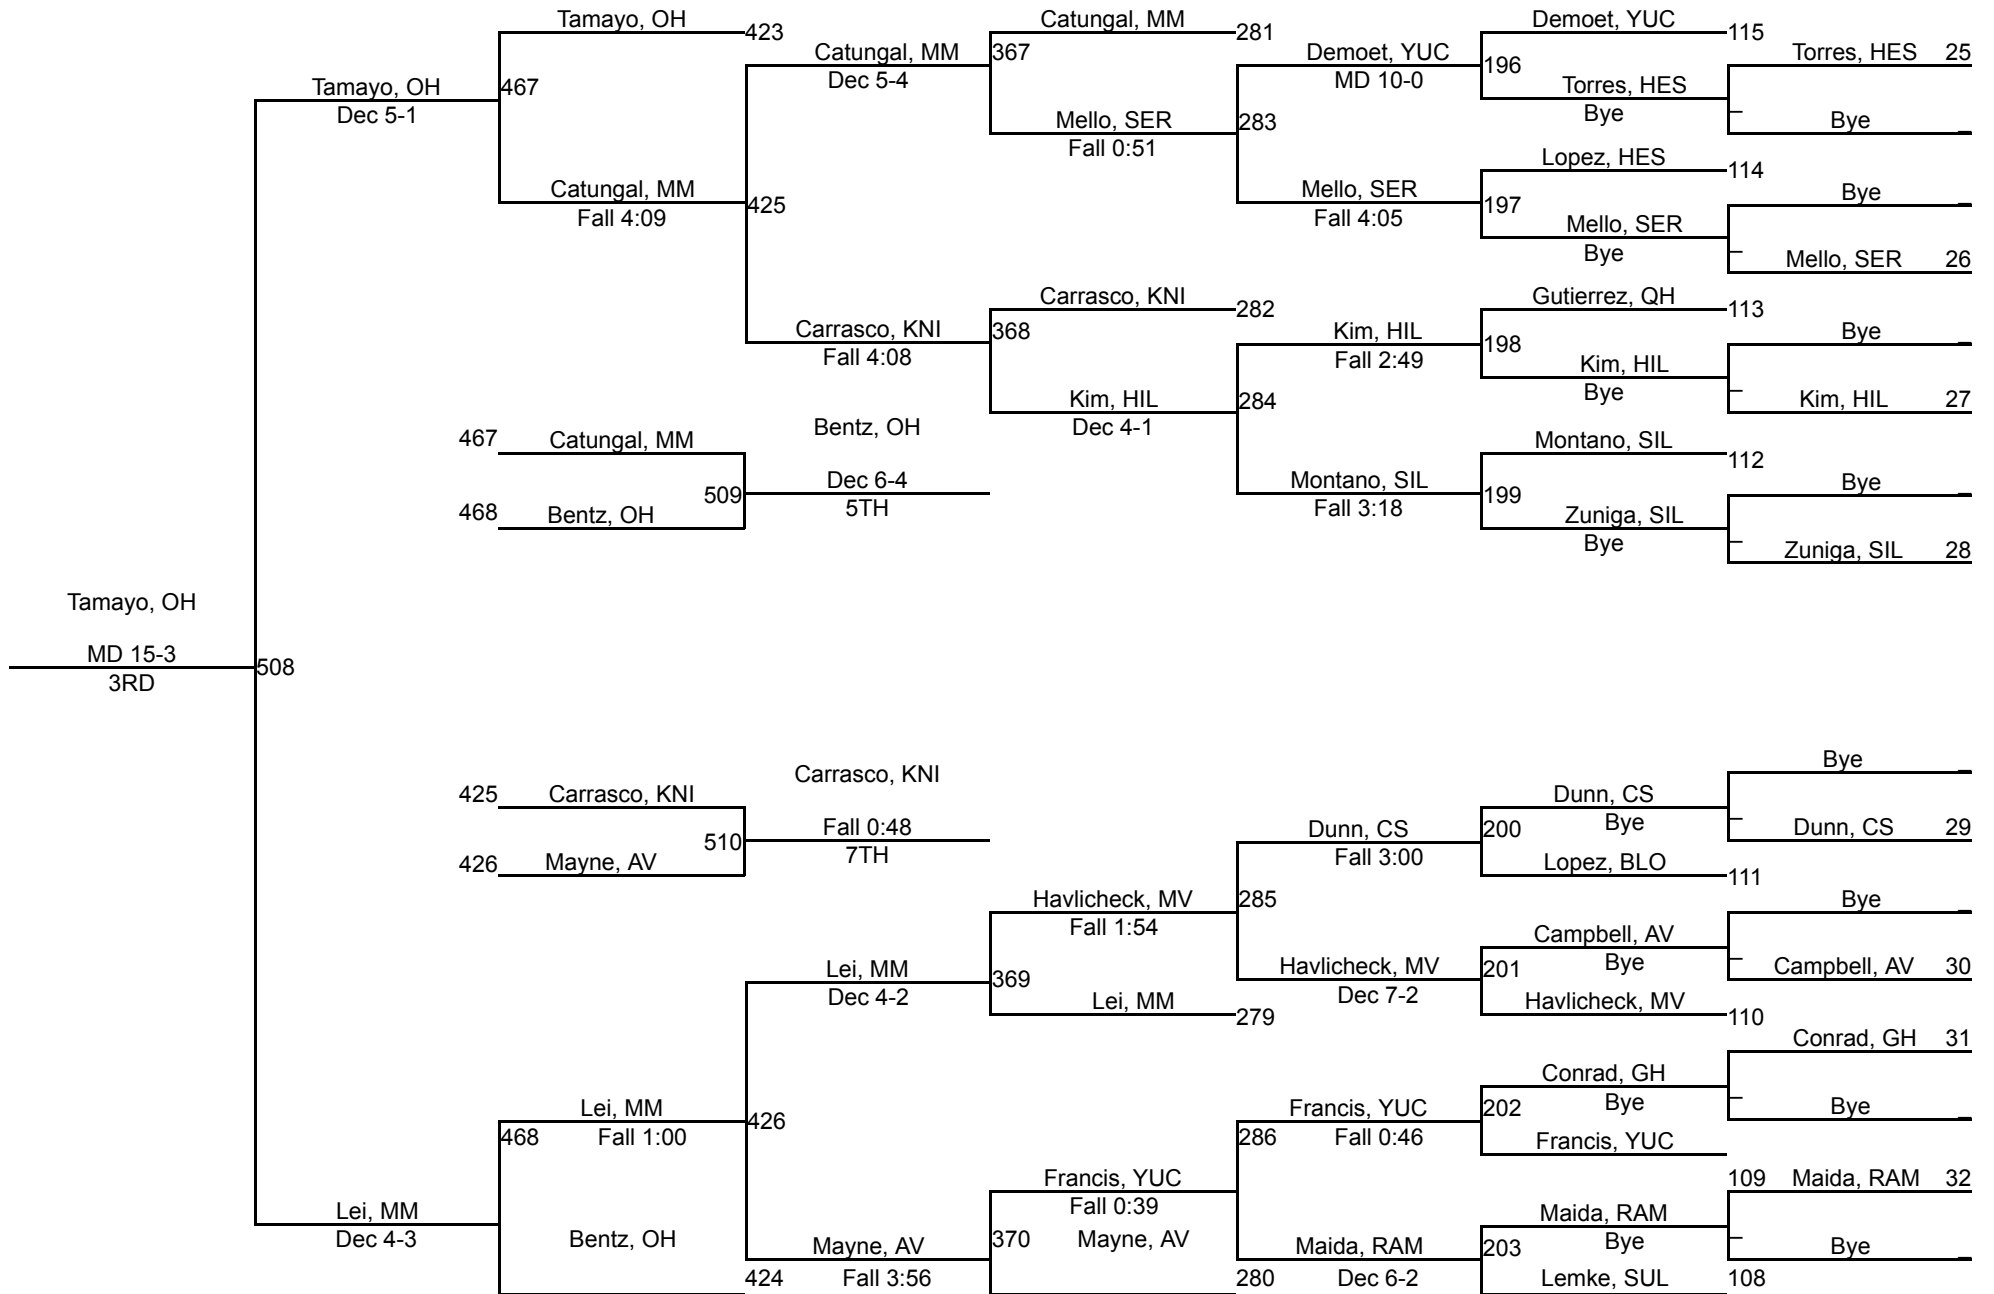 Tamayo, OH
423
Catungal, MM
281
Demoet, YUC
115
Catungal, MM
367
Demoet, YUC
196
Torres, HES 25
Dec 5-4
MD 10-0
Tamayo, OH
467
Torres, HES
Dec 5-1
Bye
_
Mello, SER
283
Bye
_
Fall 0:51
Lopez, HES
114
Catungal, MM
Mello, SER
Bye
_
Fall 4:09
425
Fall 4:05
197
Mello, SER
Bye
_
Mello, SER 26
Carrasco, KNI
282
Gutierrez, QH
113
Carrasco, KNI
368
Kim, HIL
198
Bye
_
Fall 4:08
Fall 2:49
Kim, HIL
Bye
_
Kim, HIL
284
Kim, HIL 27
Bentz, OH
Dec 4-1
467
Catungal, MM
Montano, SIL
112
509
Dec 6-4
Montano, SIL
199
Bye
_
5TH
Fall 3:18
468
Bentz, OH
Zuniga, SIL
Bye
_
Zuniga, SIL 28
Tamayo, OH
MD 15-3
508
3RD
Carrasco, KNI
Bye
_
425
Carrasco, KNI
Dunn, CS
510
Fall 0:48
Dunn, CS
200
Bye
_
Dunn, CS 29
7TH
Fall 3:00
426
Mayne, AV
Lopez, BLO
111
Havlicheck, MV
285
Bye
_
Fall 1:54
Campbell, AV
Lei, MM
369
Havlicheck, MV
201
Bye
_
Campbell, AV 30
Dec 4-2
Dec 7-2
Lei, MM
279
Havlicheck, MV
110
Conrad, GH 31
Conrad, GH
Lei, MM
426
Francis, YUC
202
Bye
_
Bye
_
468
Fall 1:00
286
Fall 0:46
Francis, YUC
Francis, YUC
109
Maida, RAM 32
Fall 0:39
Lei, MM
Maida, RAM
Dec 4-3
Bentz, OH
Mayne, AV
370
Mayne, AV
Maida, RAM
203
Bye
_
Bye
_
424
Fall 3:56
280
Dec 6-2
Lemke, SUL
108